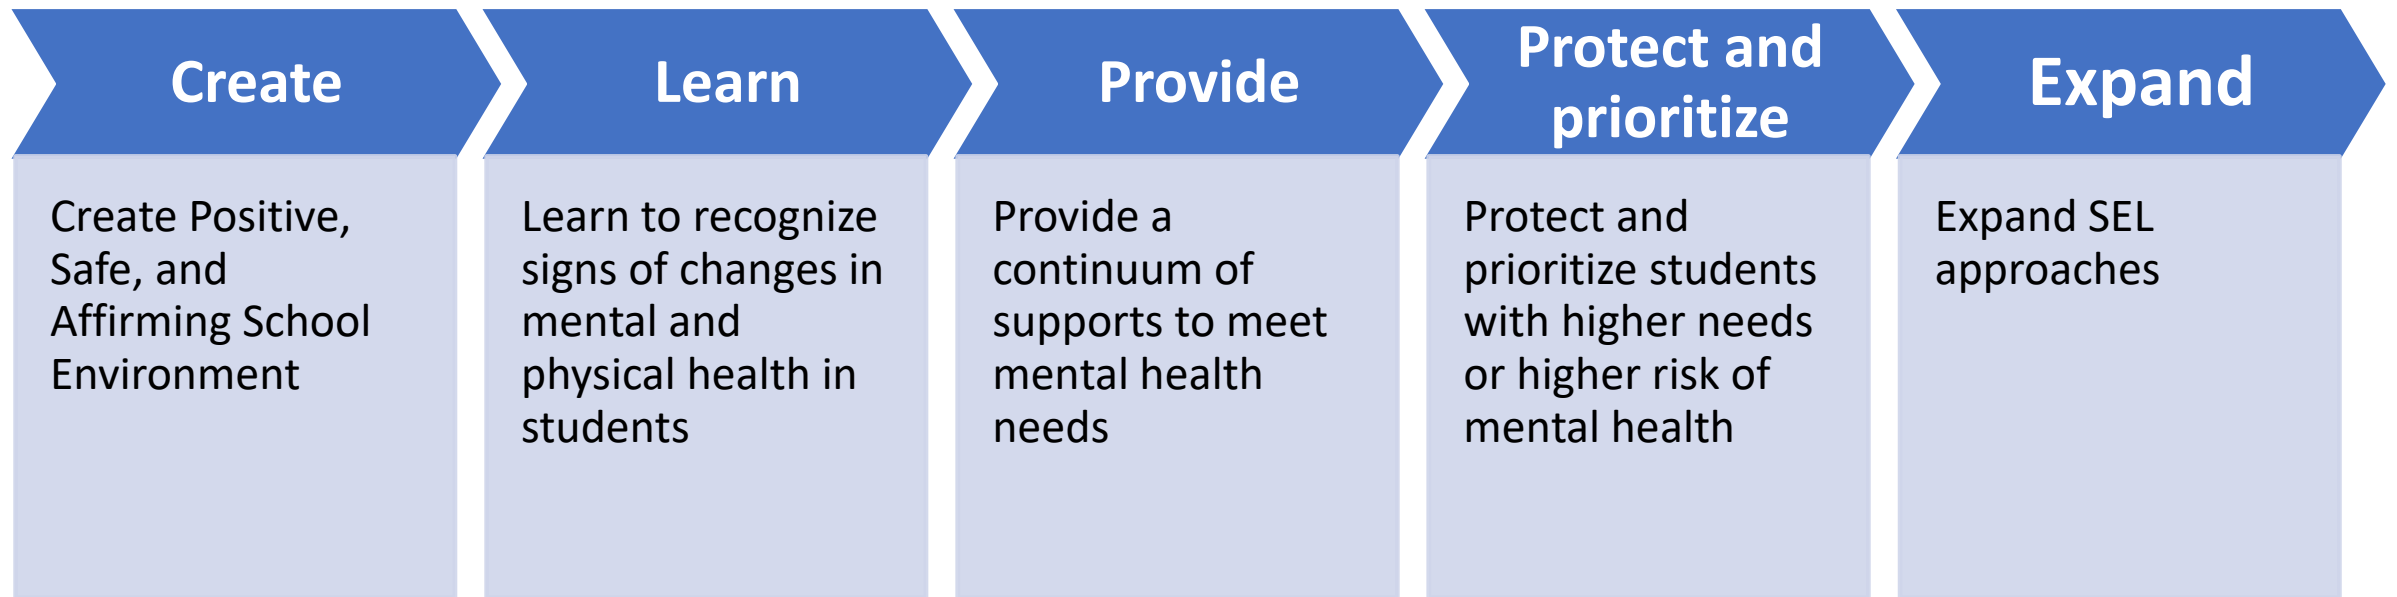 Create
Create Positive,
Safe, and
Affirming School
Environment
Learn
Learn to recognize
signs of changes in
mental and
physical health in
students
Provide
Provide a
continuum of
supports to meet
mental health
needs
Protect and
prioritize
Protect and
prioritize students
with higher needs
or higher risk of
mental health
Expand
Expand SEL
approaches